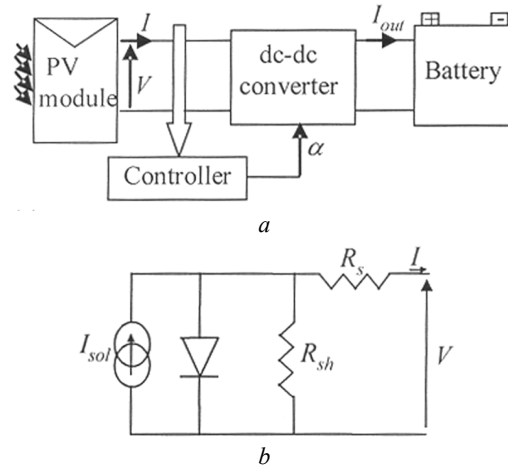 I
I_out
PV
module
V
dc-dc
converter
+
-
Battery
Controller
α
a
R_s
I
I_sol
R_sh
V
b